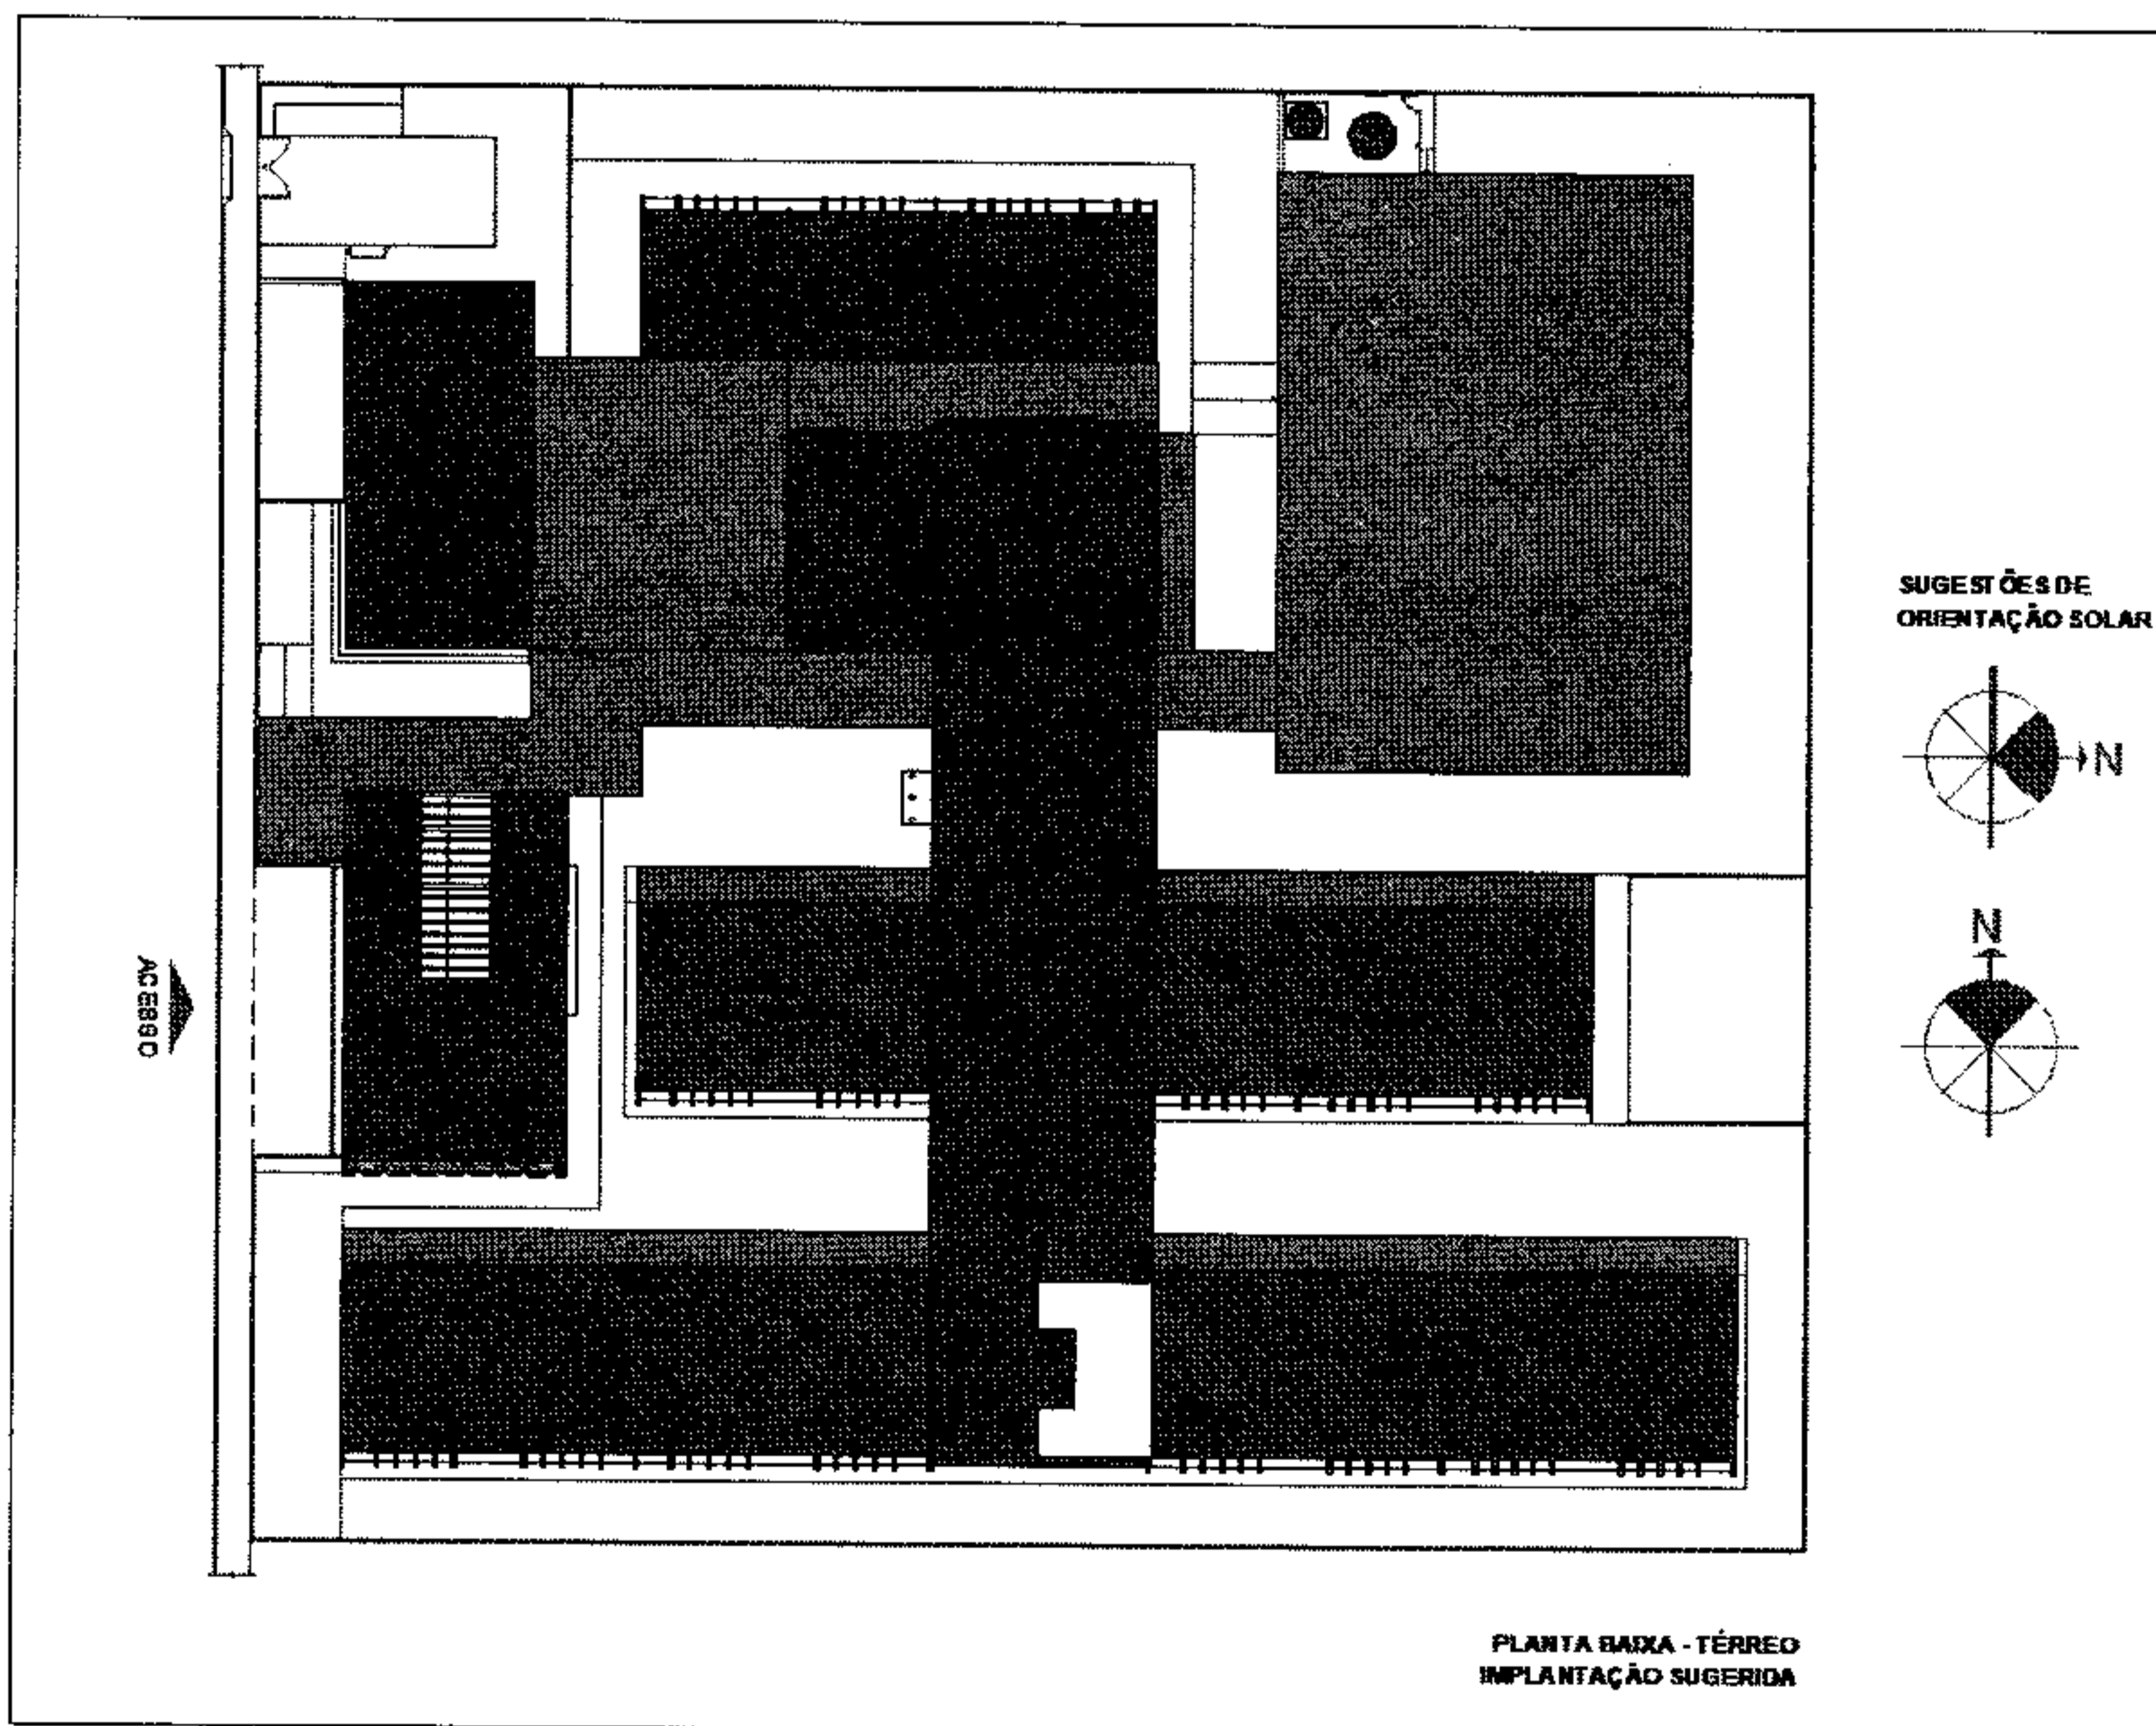 SUGESTÕES DE
ORIENTAÇÃO SOLAR
N
N
ACESSO
PLANTA BAIXA - TÉRREO
IMPLANTAÇÃO SUGERIDA